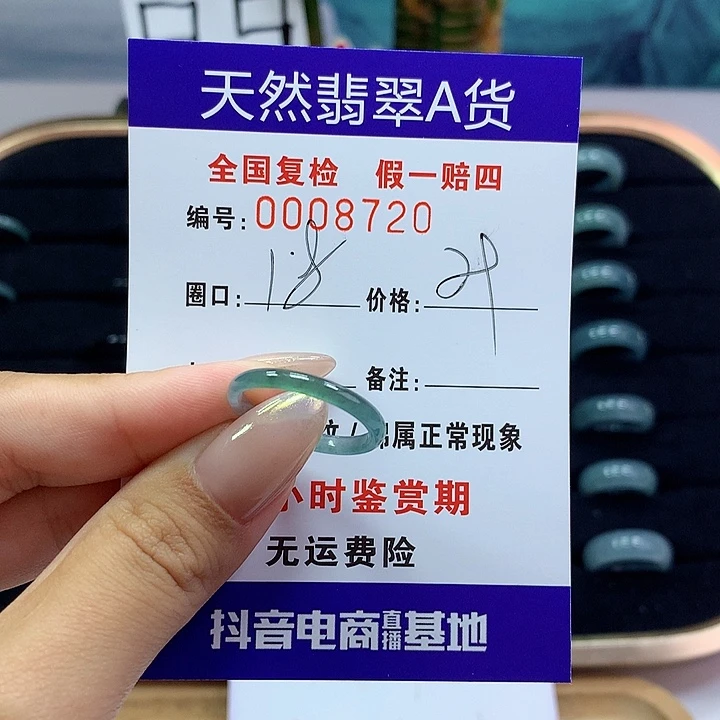 天然翡翠A货
全国复检 假一赔四
编号:0008720
圈口: 1.8 价格:
备注:
属正常现象
小时鉴赏期
无运费险
抖音电商直播基地